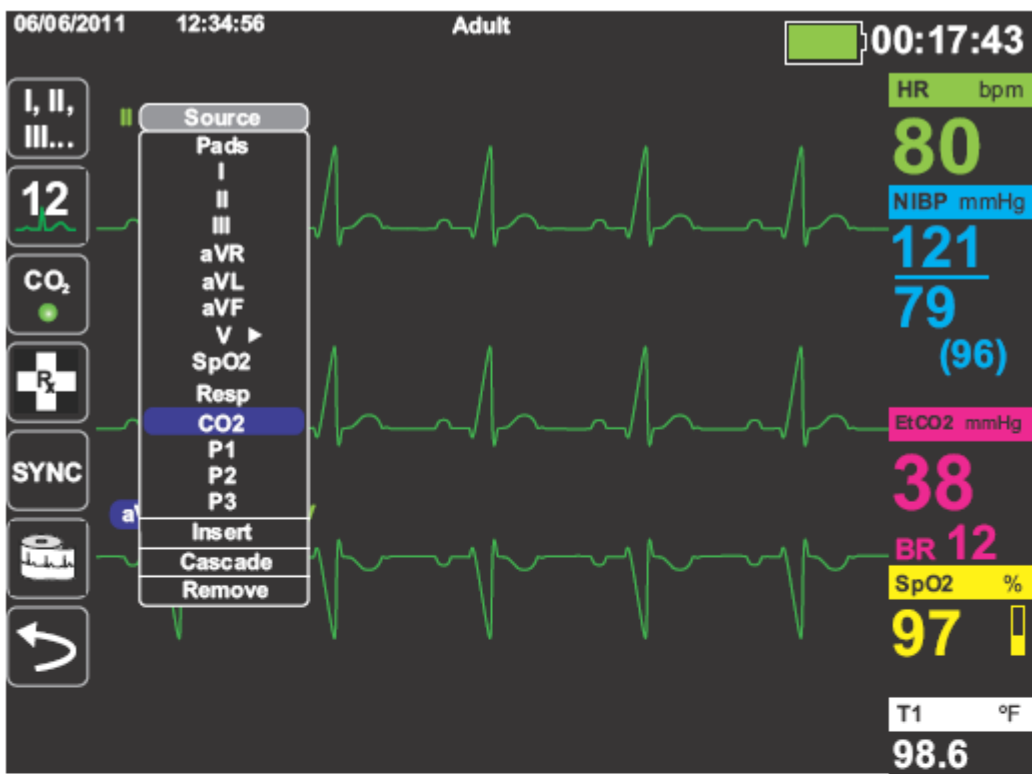 06/06/2011 12:34:56 Adult 00:17:43
I, II,
III...
12
CO₂
Rx
SYNC
II
Source
Pads
I
II
III
aVR
aVL
aVF
V ▶
SpO2
Resp
CO2
P1
P2
P3
Insert
Cascade
Remove
HR bpm
80
NIBP mmHg
121
79
(96)
EtCO2 mmHg
38
BR 12
SpO2 %
97
T1 °F
98.6